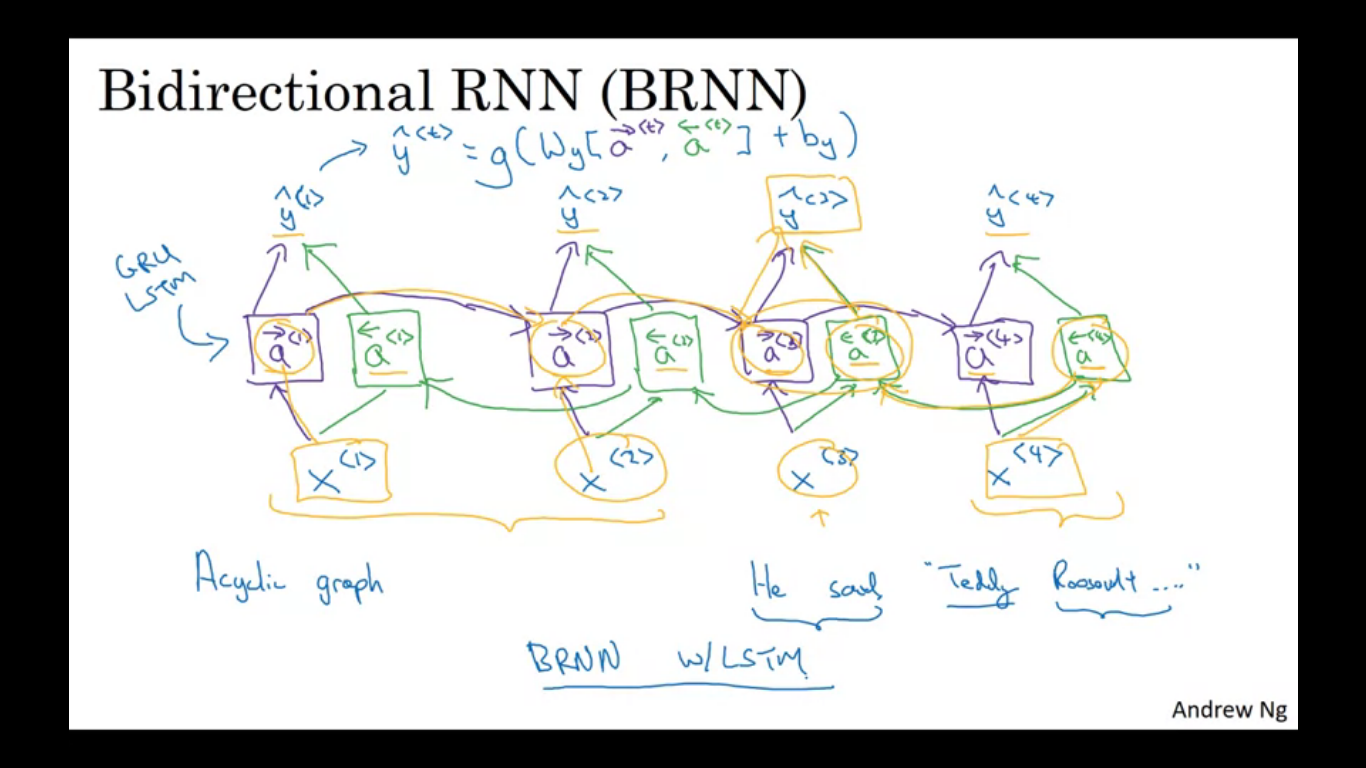 Bidirectional RNN (BRNN)
ŷ<t> = g(Wy[a→<t>, a←<t>] + by)
ŷ<1> ŷ<2> ŷ<3> ŷ<4>
GRU
LSTM
a→<1> a←<1> a→<2> a←<2> a→<3> a←<3> a→<4> a←<4>
x<1> x<2> x<3> x<4>
Acyclic graph
He said "Teddy Roosevelt...."
BRNN w/LSTM
Andrew Ng